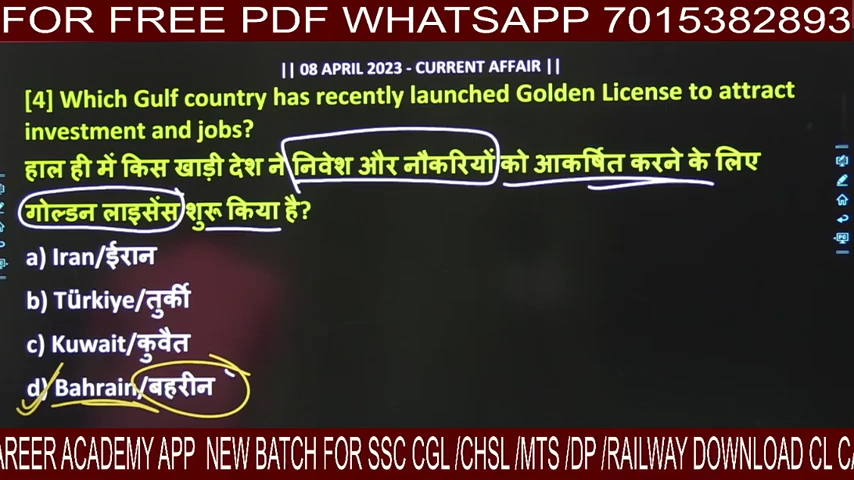 FOR FREE PDF WHATSAPP 7015382893
|| 08 APRIL 2023 - CURRENT AFFAIR ||
[4] Which Gulf country has recently launched Golden License to attract
investment and jobs?
हाल ही में किस खाड़ी देश ने निवेश और नौकरियों को आकर्षित करने के लिए
गोल्डन लाइसेंस शुरू किया है?
a) Iran/ईरान
b) Türkiye/तुर्की
c) Kuwait/कुवैत
d) Bahrain/बहरीन
AREER ACADEMY APP NEW BATCH FOR SSC CGL /CHSL /MTS /DP /RAILWAY DOWNLOAD CL CA